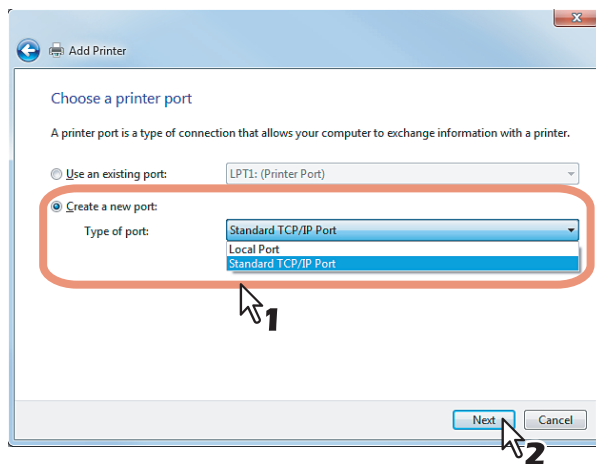 Add Printer
Choose a printer port
A printer port is a type of connection that allows your computer to exchange information with a printer.
Use an existing port: LPT1: (Printer Port)
Create a new port:
Type of port: Standard TCP/IP Port
Local Port
Standard TCP/IP Port
1
Next Cancel
2